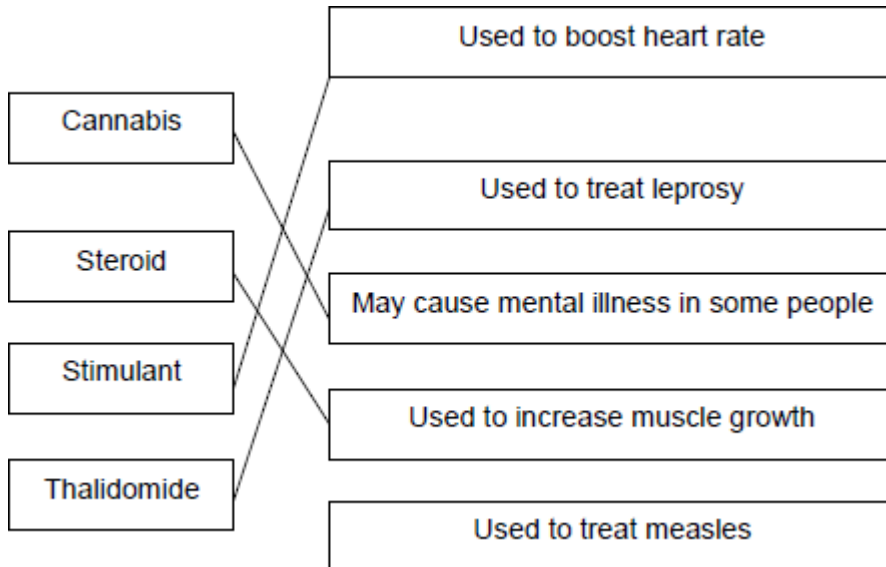 Used to boost heart rate
Cannabis
Used to treat leprosy
Steroid
May cause mental illness in some people
Stimulant
Used to increase muscle growth
Thalidomide
Used to treat measles